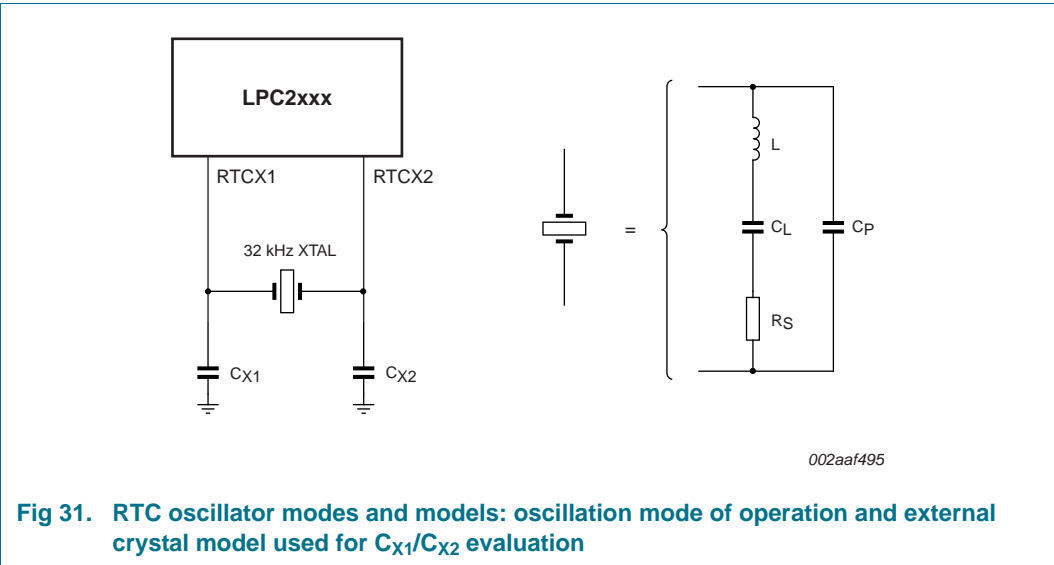 LPC2xxx
RTCX1
RTCX2
32 kHz XTAL
CX1
CX2
=
L
CL
CP
RS
002aaf495
Fig 31. RTC oscillator modes and models: oscillation mode of operation and external
crystal model used for CX1/CX2 evaluation